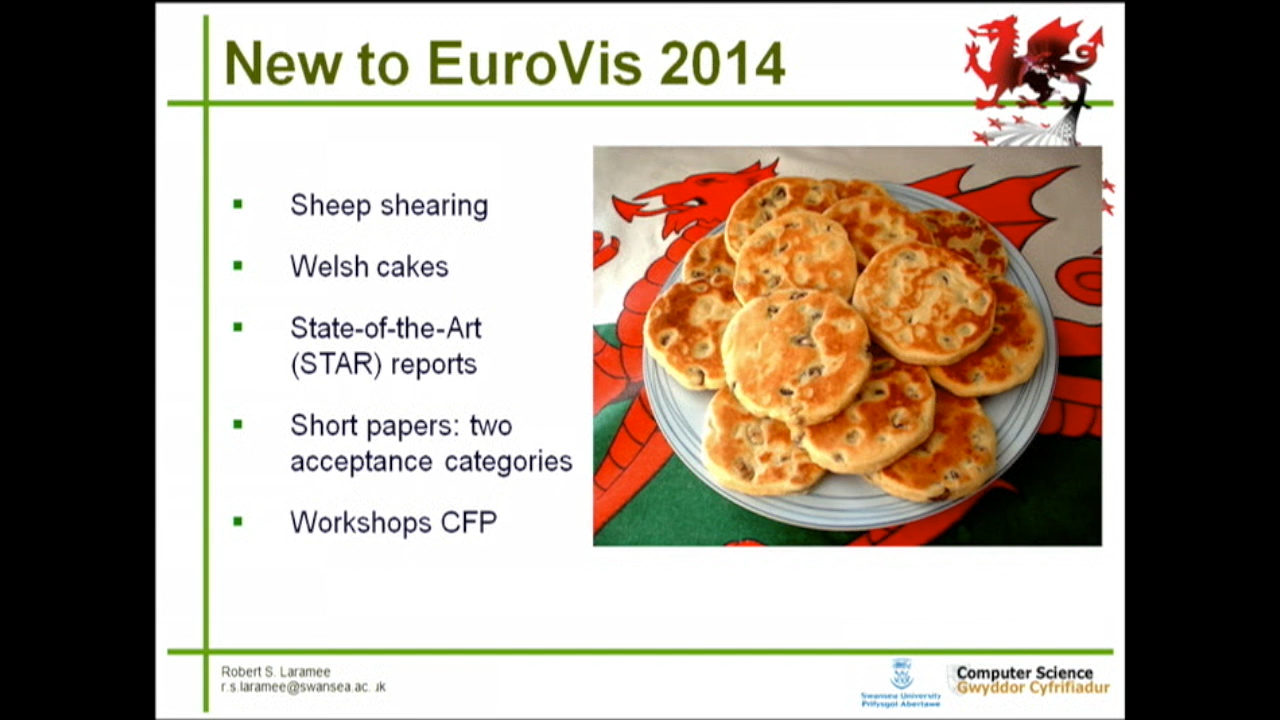 New to EuroVis 2014
Sheep shearing
Welsh cakes
State-of-the-Art
(STAR) reports
Short papers: two
acceptance categories
Workshops CFP
Robert S. Laramee
r.s.laramee@swansea.ac.uk
Swansea University
Prifysgol Abertawe
Computer Science
Gwyddor Cyfrifiadur